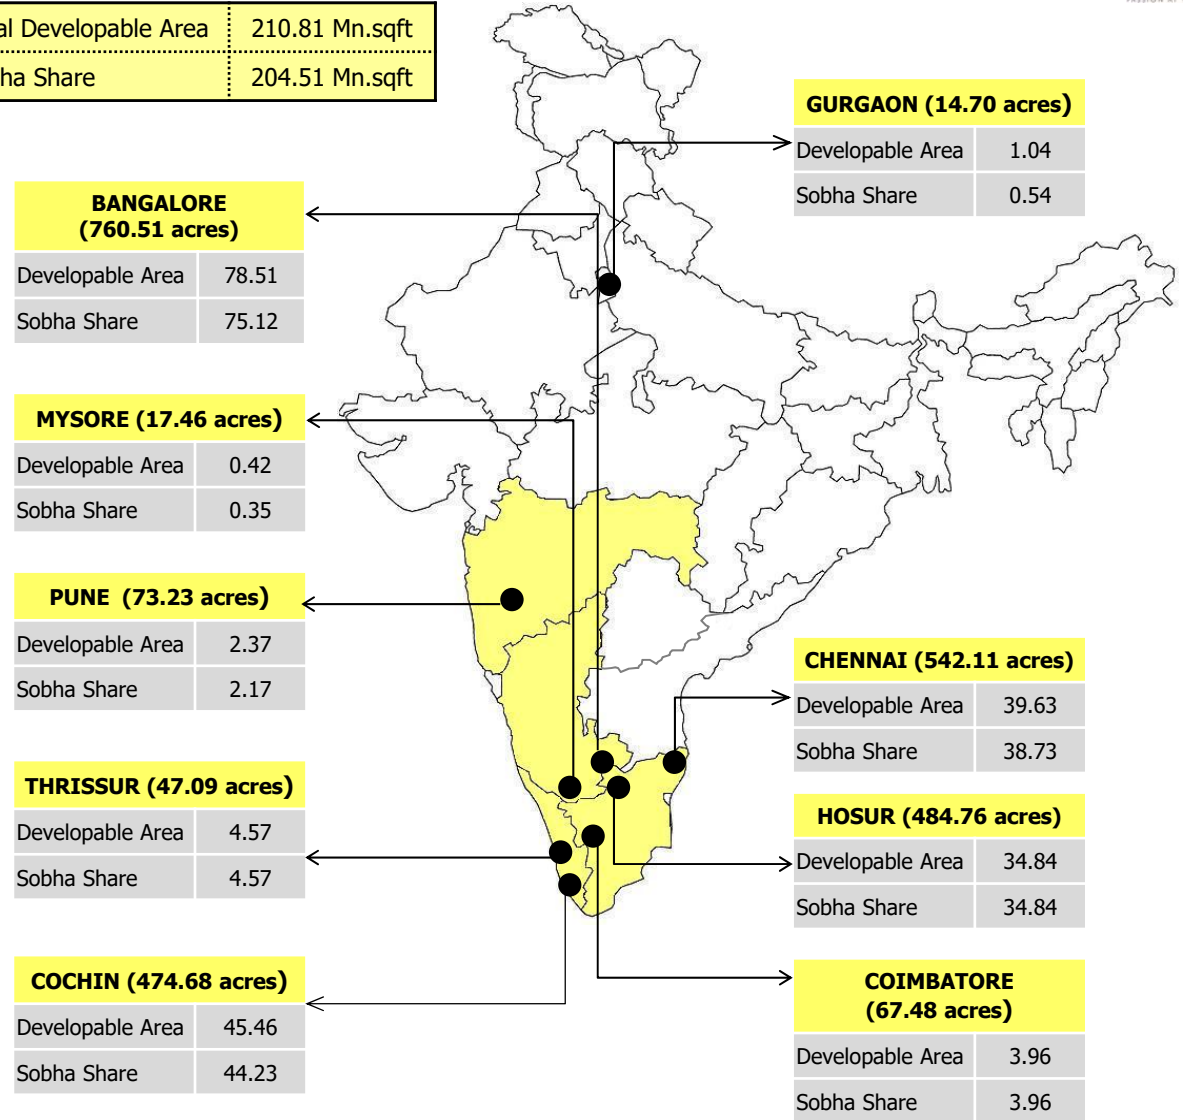 al Developable Area 210.81 Mn.sqft
ha Share 204.51 Mn.sqft
GURGAON (14.70 acres)
Developable Area 1.04
Sobha Share 0.54
BANGALORE
(760.51 acres)
Developable Area 78.51
Sobha Share 75.12
MYSORE (17.46 acres)
Developable Area 0.42
Sobha Share 0.35
PUNE (73.23 acres)
Developable Area 2.37
Sobha Share 2.17
THRISSUR (47.09 acres)
Developable Area 4.57
Sobha Share 4.57
COCHIN (474.68 acres)
Developable Area 45.46
Sobha Share 44.23
CHENNAI (542.11 acres)
Developable Area 39.63
Sobha Share 38.73
HOSUR (484.76 acres)
Developable Area 34.84
Sobha Share 34.84
COIMBATORE
(67.48 acres)
Developable Area 3.96
Sobha Share 3.96